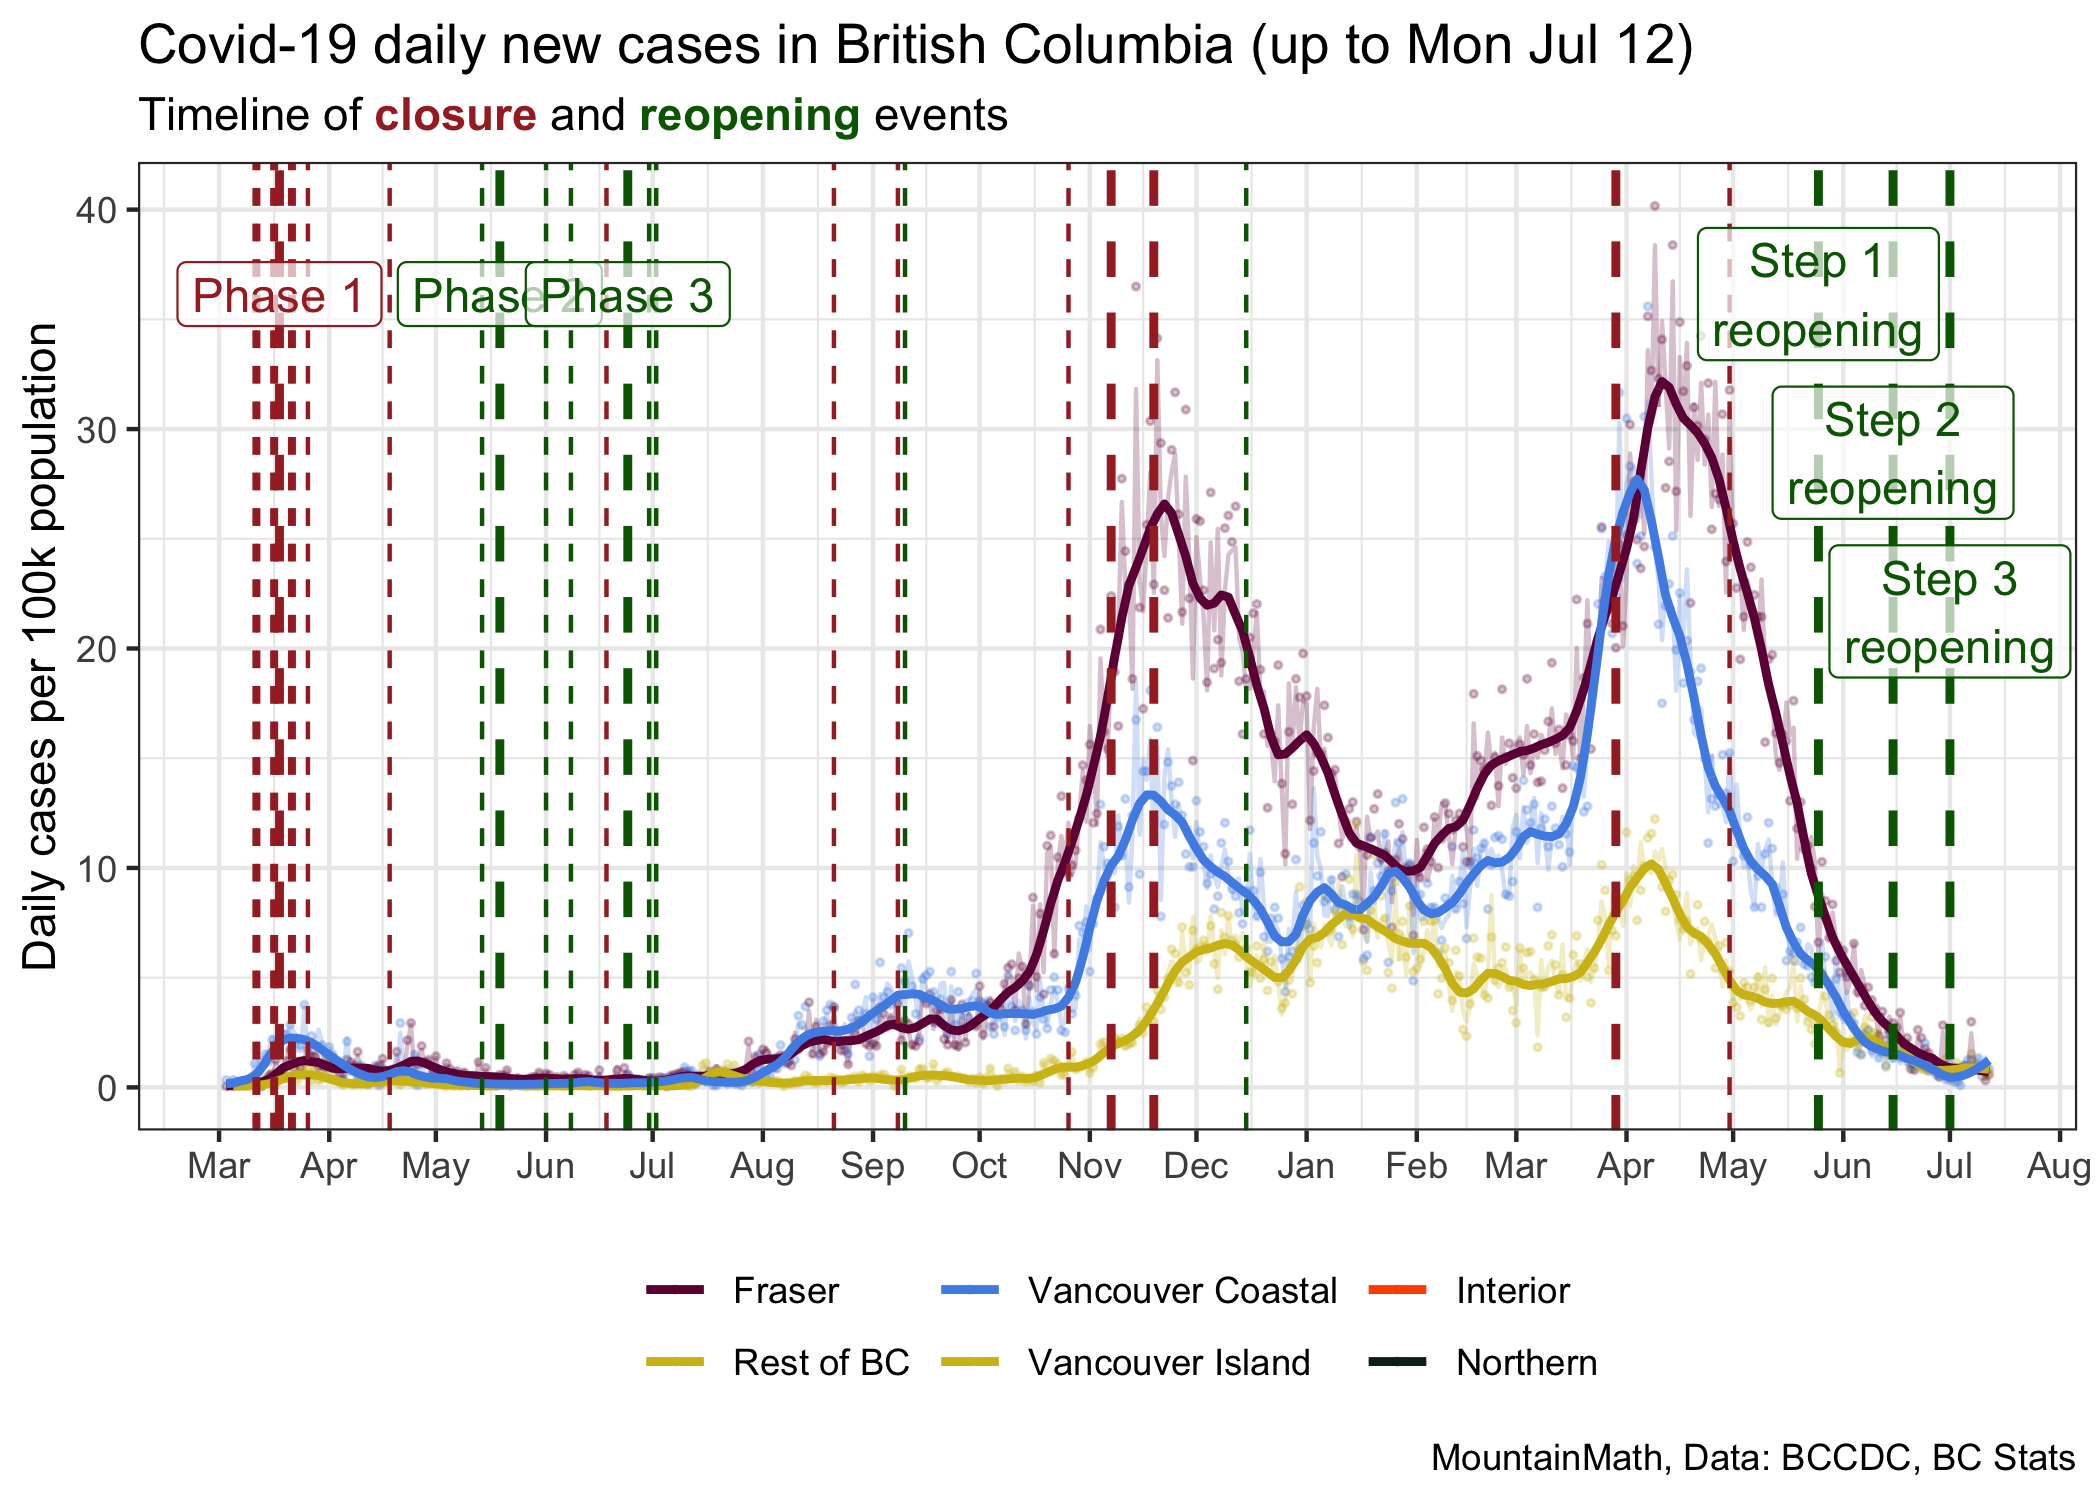 Covid-19 daily new cases in British Columbia (up to Mon Jul 12)
Timeline of closure and reopening events
Daily cases per 100k population
40
30
20
10
0
Phase 1
Phase 2
Phase 3
Step 1
reopening
Step 2
reopening
Step 3
reopening
Mar Apr May Jun Jul Aug Sep Oct Nov Dec Jan Feb Mar Apr May Jun Jul Aug
Fraser Vancouver Coastal Interior
Rest of BC Vancouver Island Northern
MountainMath, Data: BCCDC, BC Stats